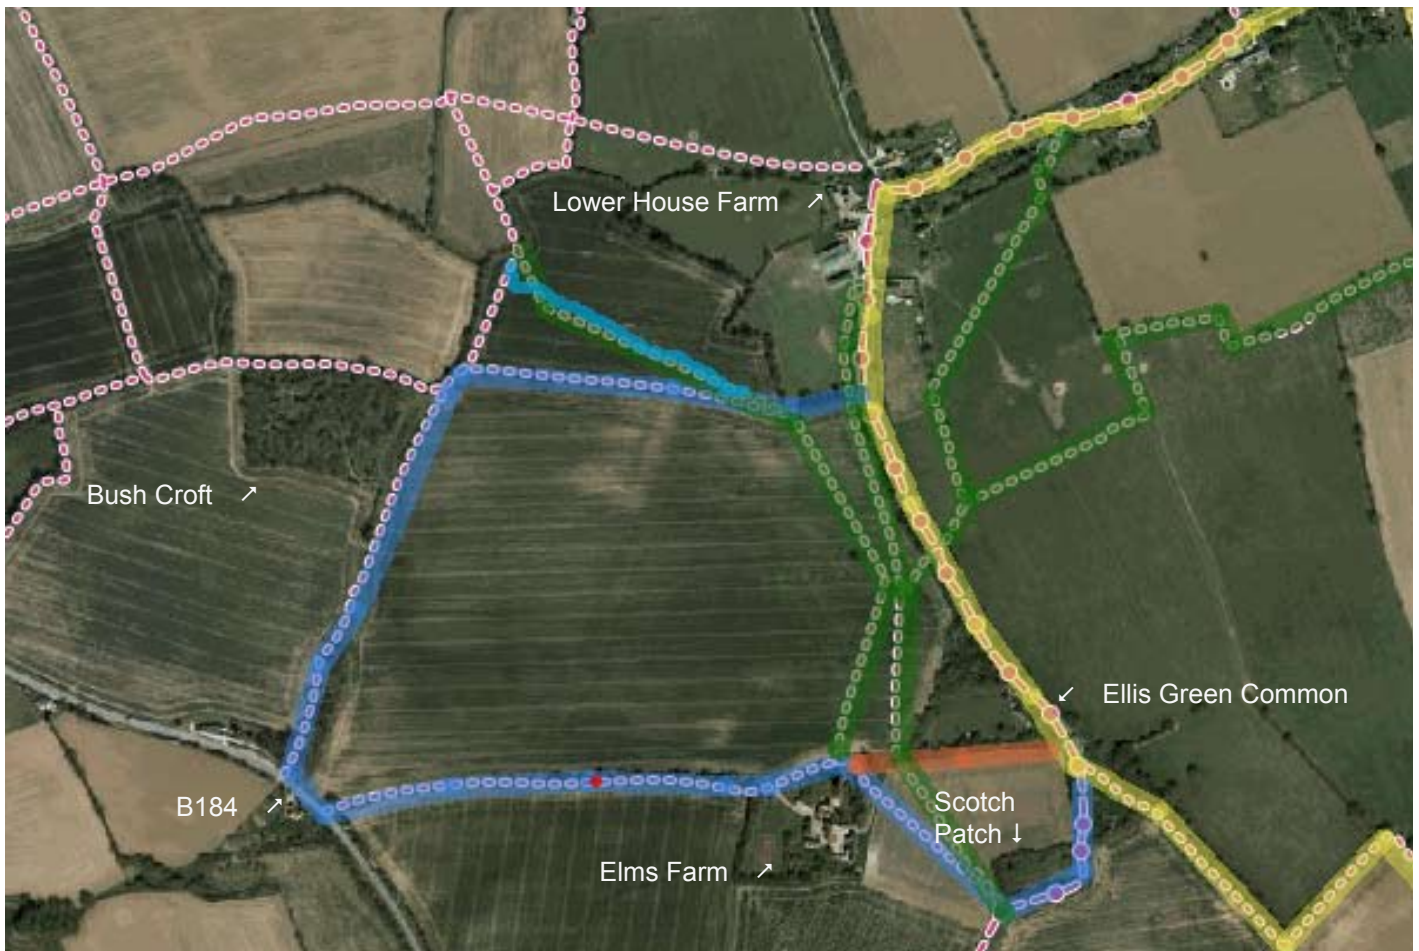 Lower House Farm ↗
Bush Croft ↗
Ellis Green Common ↙
B184 ↗
Scotch
Patch ↓
Elms Farm ↗